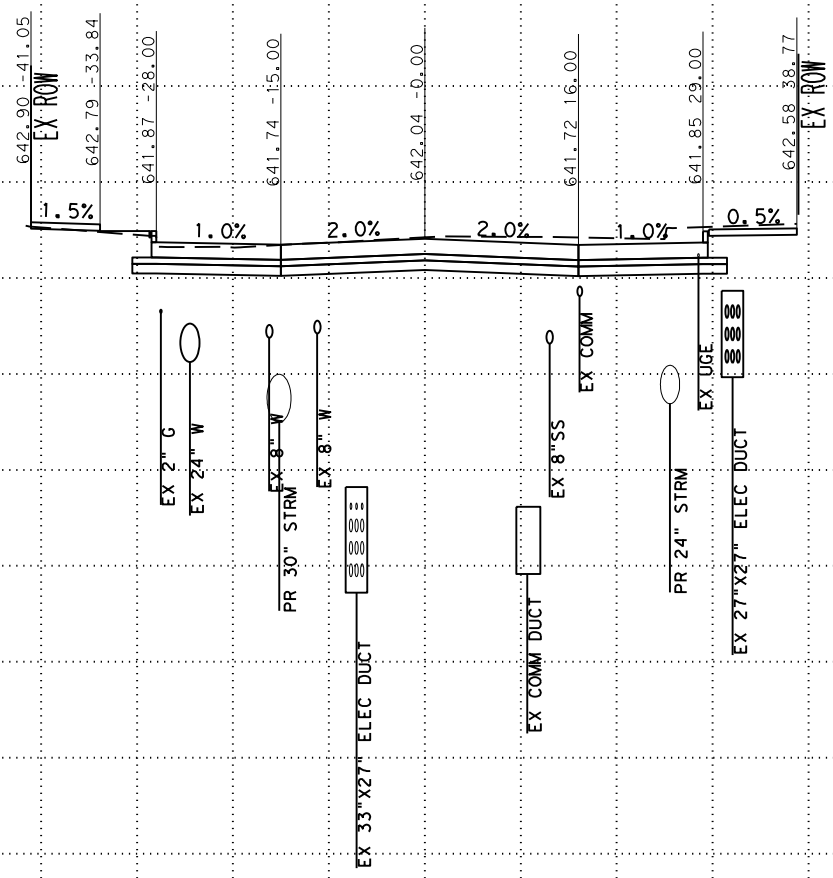 642.90 -41.05
EX ROW
642.79 -33.84
641.87 -28.00
641.74 -15.00
642.04 -0.00
641.72 16.00
641.85 29.00
642.58 38.77
EX ROW
1.5%
1.0%
2.0%
2.0%
1.0%
0.5%
EX 2" G
EX 24" W
EX 8" W
PR 30" STRM
EX 8" W
EX 33"X27" ELEC DUCT
EX COMM DUCT
EX 8"SS
EX COMM
PR 24" STRM
EX UGE
EX 27"X27" ELEC DUCT